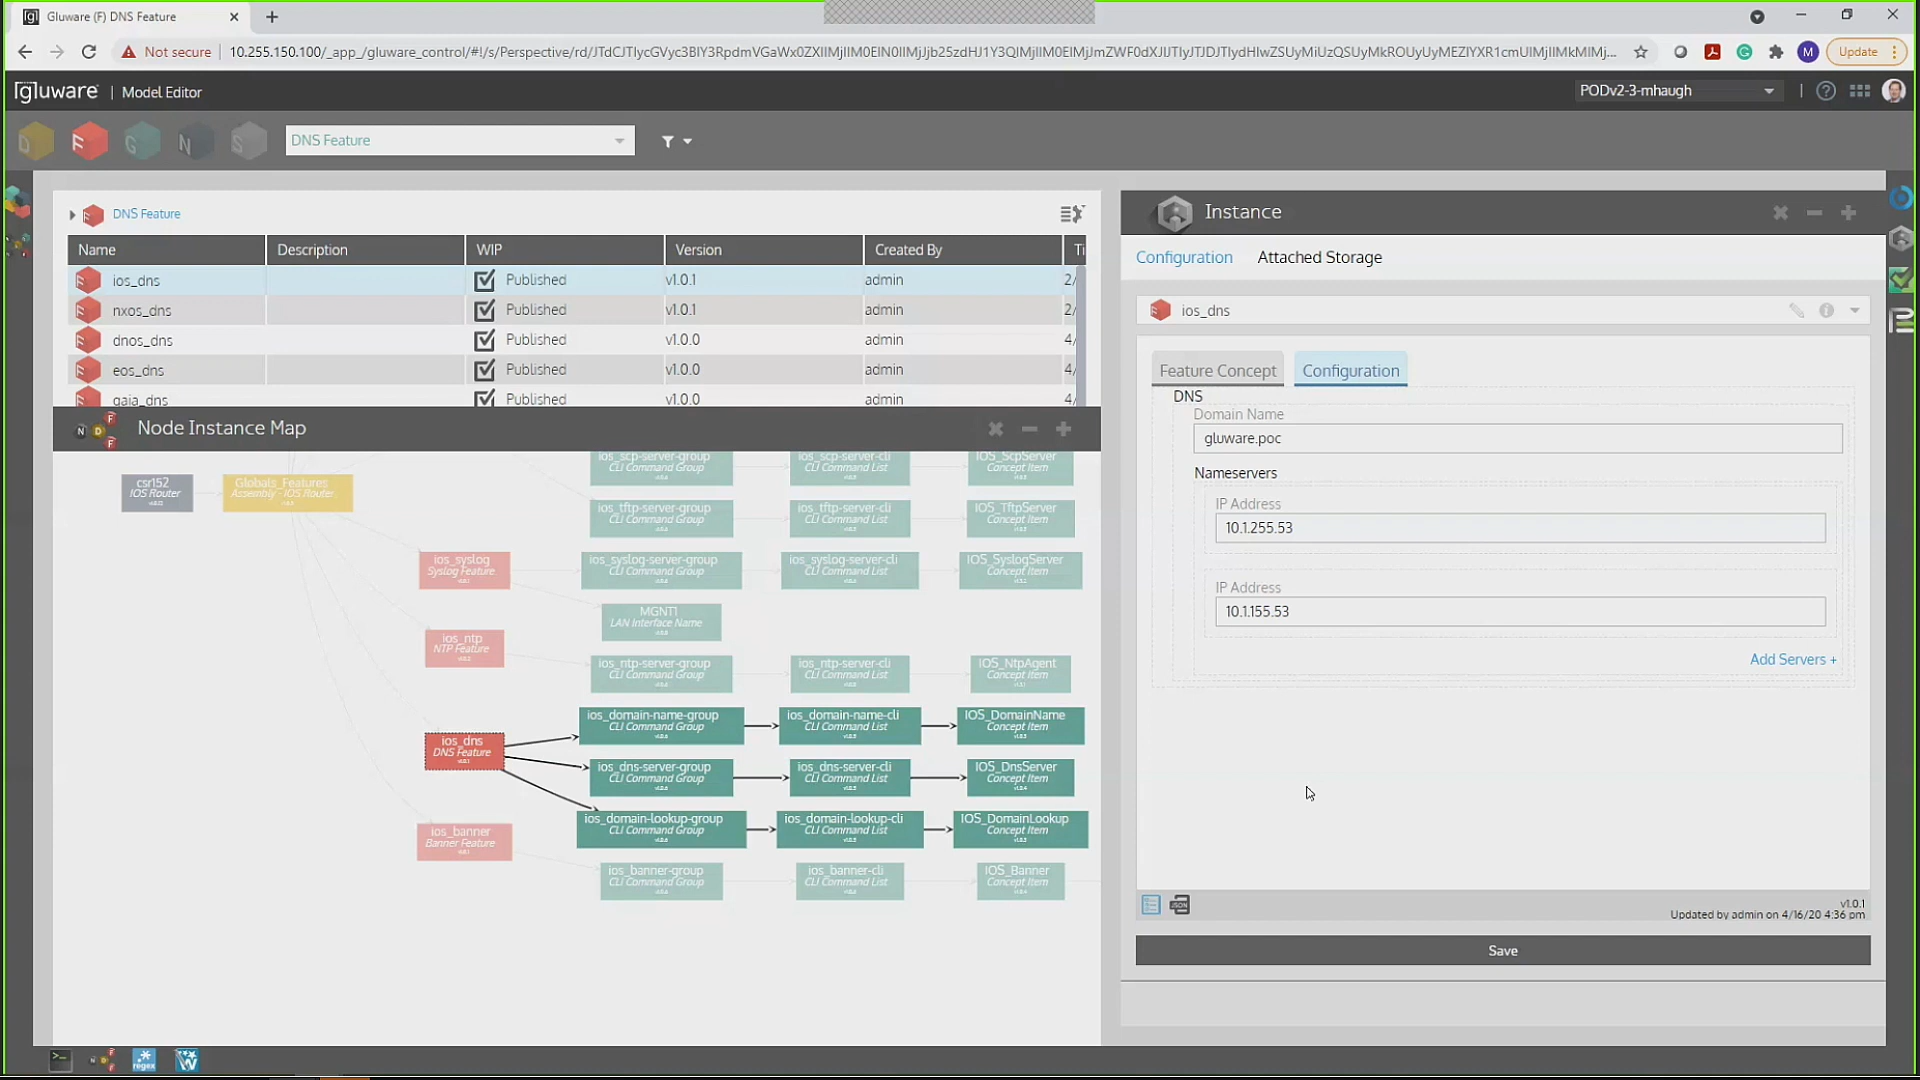 Gluware (F) DNS Feature
Not secure
gluware | Model Editor
PODv2-3-mhaugh
Update
M
D
F
G
N
S
DNS Feature
DNS Feature
Name Description WIP Version Created By Ti
ios_dns Published v1.0.1 admin 2/
nxos_dns Published v1.0.1 admin 2/
dnos_dns Published v1.0.0 admin 4/
eos_dns Published v1.0.0 admin 4/
gaia_dns Published v1.0.0 admin 4/
Node Instance Map
csr152
IOS Router
Globals_Features
Assembly - IOS Router
ios_scp-server-group
CLI Command Group
ios_scp-server-cli
CLI Command List
IOS_ScpServer
Concept Item
ios_tftp-server-group
CLI Command Group
ios_tftp-server-cli
CLI Command List
IOS_TftpServer
Concept Item
ios_syslog
Syslog Feature
ios_syslog-server-group
CLI Command Group
ios_syslog-server-cli
CLI Command List
IOS_SyslogServer
Concept Item
MGNT1
LAN Interface Name
ios_ntp
NTP Feature
ios_ntp-server-group
CLI Command Group
ios_ntp-server-cli
CLI Command List
IOS_NtpAgent
Concept Item
ios_dns
DNS Feature
ios_domain-name-group
CLI Command Group
ios_domain-name-cli
CLI Command List
IOS_DomainName
Concept Item
ios_dns-server-group
CLI Command Group
ios_dns-server-cli
CLI Command List
IOS_DnsServer
Concept Item
ios_domain-lookup-group
CLI Command Group
ios_domain-lookup-cli
CLI Command List
IOS_DomainLookup
Concept Item
ios_banner
Banner Feature
ios_banner-group
CLI Command Group
ios_banner-cli
CLI Command List
IOS_Banner
Concept Item
Instance
Configuration Attached Storage
ios_dns
Feature Concept Configuration
DNS
Domain Name
gluware.poc
Nameservers
IP Address
10.1.255.53
IP Address
10.1.155.53
Add Servers +
JSON
v1.0.1
Updated by admin on 4/16/20 4:36 pm
Save
regex
W